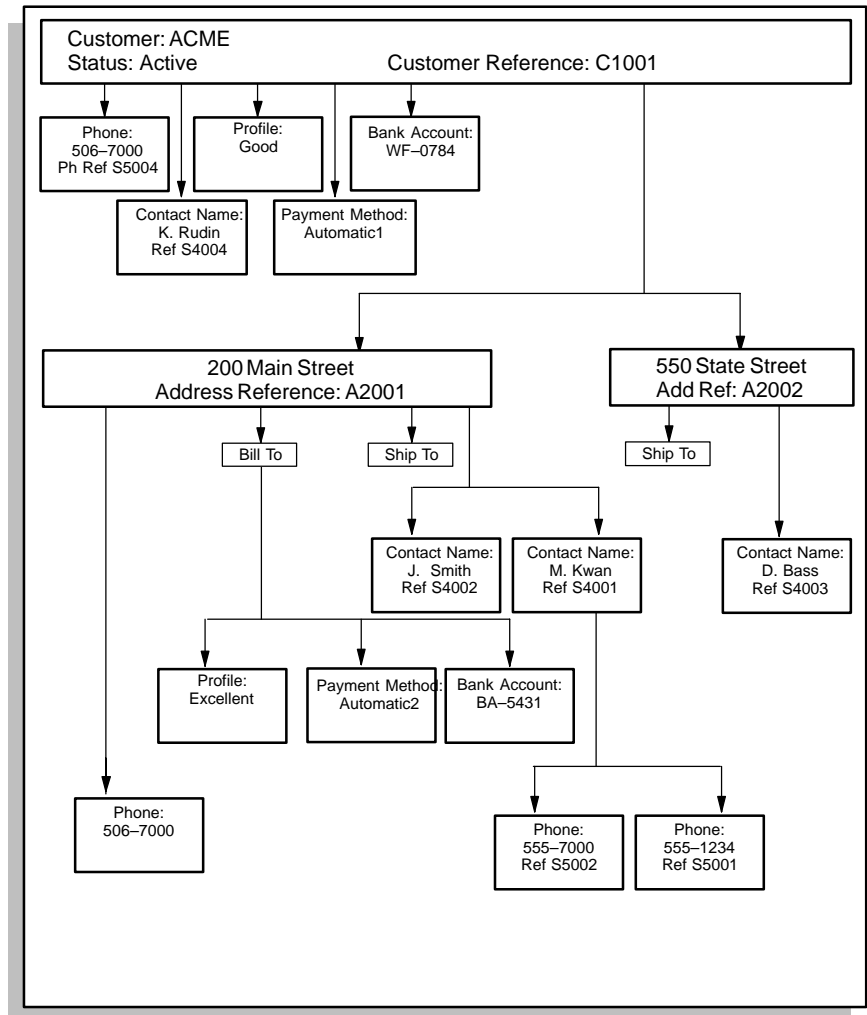 Customer: ACME
Status: Active Customer Reference: C1001
Phone:
506–7000
Ph Ref S5004
Profile:
Good
Bank Account:
WF–0784
Contact Name:
K. Rudin
Ref S4004
Payment Method:
Automatic1
200 Main Street
Address Reference: A2001
550 State Street
Add Ref: A2002
Bill To
Ship To
Ship To
Contact Name:
J. Smith
Ref S4002
Contact Name:
M. Kwan
Ref S4001
Contact Name:
D. Bass
Ref S4003
Profile:
Excellent
Payment Method:
Automatic2
Bank Account:
BA–5431
Phone:
506–7000
Phone:
555–7000
Ref S5002
Phone:
555–1234
Ref S5001